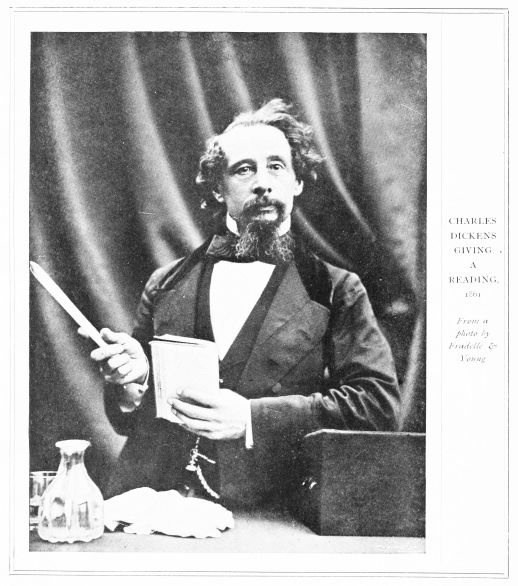 CHARLES
DICKENS
GIVING
A
READING,
1861
From a
photo by
Fradelle &
Young